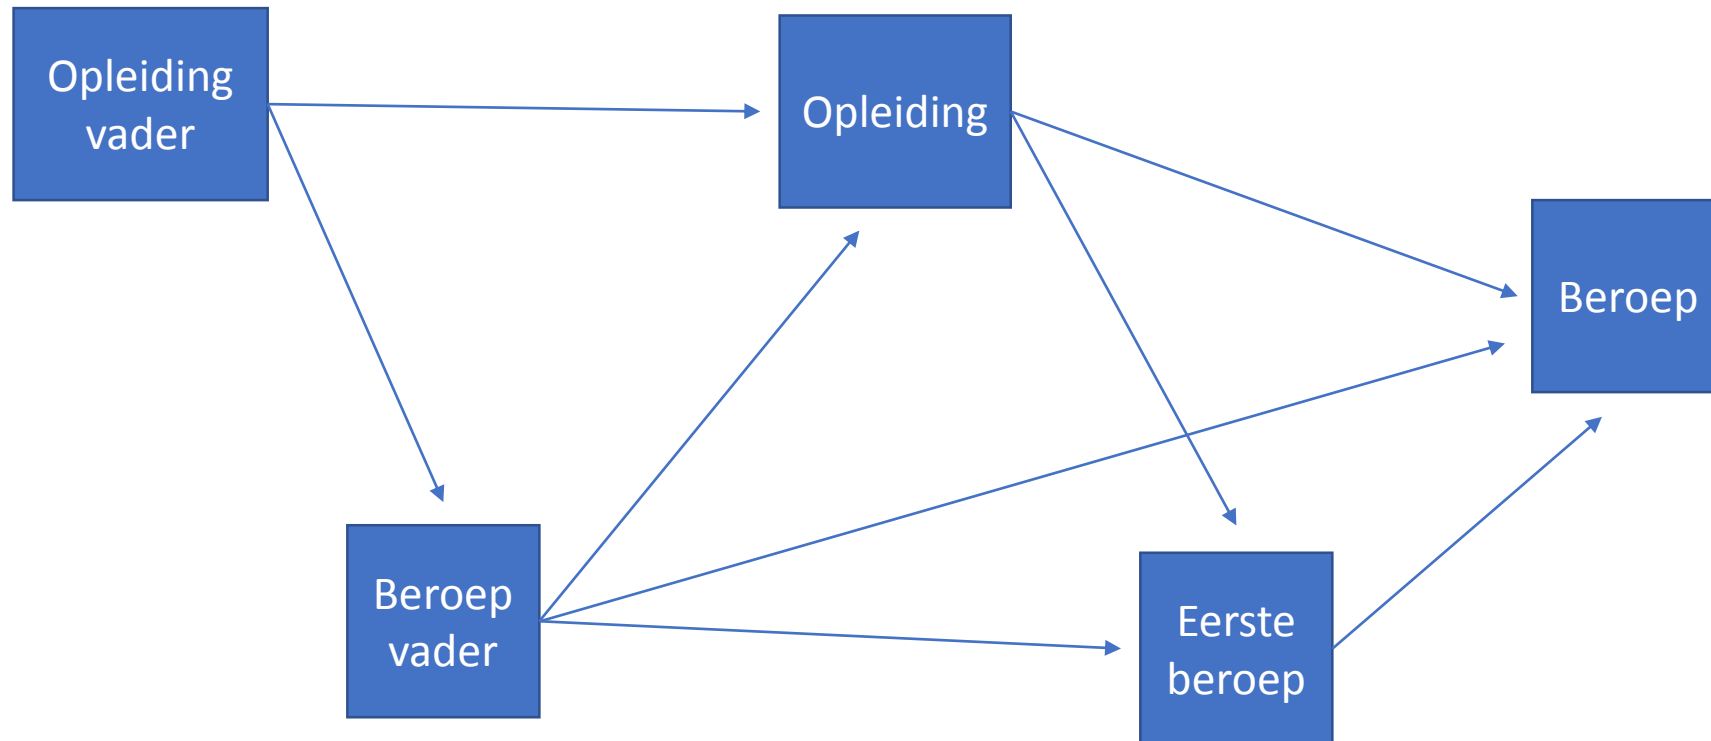 Opleiding
vader
Opleiding
Beroep
Beroep
vader
Eerste
beroep